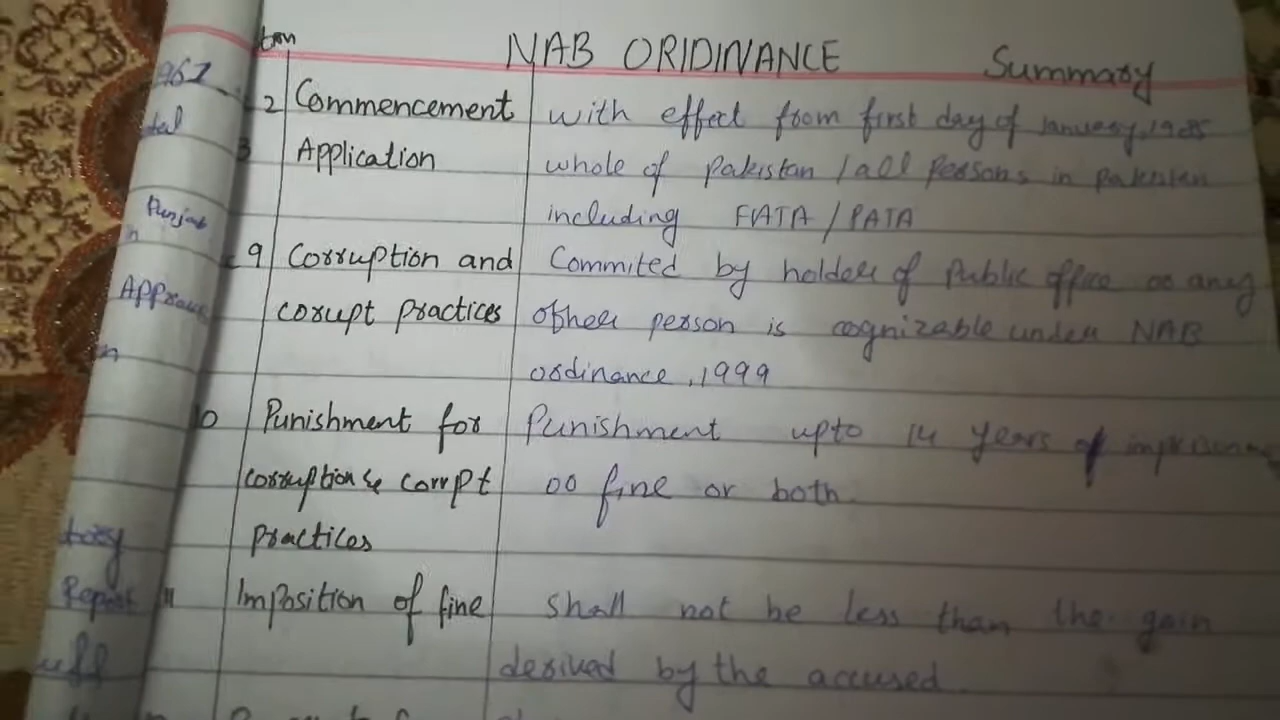 tion NAB ORIDINANCE Summary
2 Commencement with effect from first day of january, 1985
3 Application whole of pakistan / all persons in pakistan
including FATA / PATA
9 Corruption and Commited by holder of Public office or any
corupt practices other person is cognizable under NAB
ordinance, 1999
10 Punishment for Punishment upto 14 years of
corruption & corrpt or fine or both
practices
11 Imposition of fine shall not be less than the gain
derived by the accused